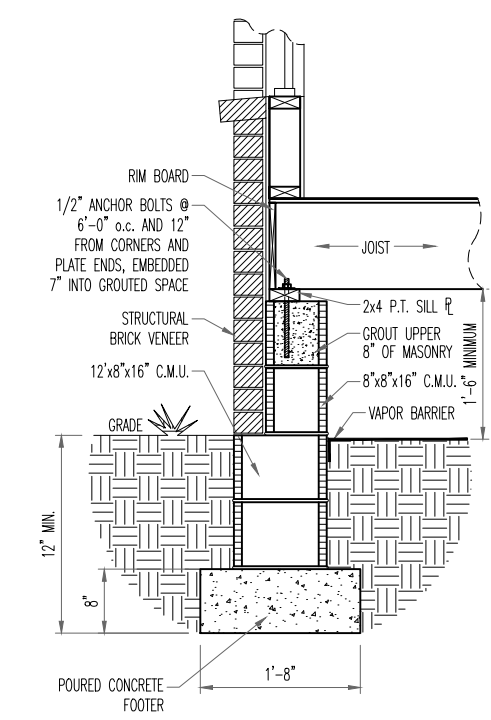 RIM BOARD
1/2" ANCHOR BOLTS @
6'-0" o.c. AND 12"
FROM CORNERS AND
PLATE ENDS, EMBEDDED
7" INTO GROUTED SPACE
JOIST
STRUCTURAL
BRICK VENEER
2x4 P.T. SILL PL
GROUT UPPER
8" OF MASONRY
12'x8"x16" C.M.U.
8"x8"x16" C.M.U.
1'-6" MINIMUM
VAPOR BARRIER
GRADE
12" MIN.
8"
1'-8"
POURED CONCRETE
FOOTER